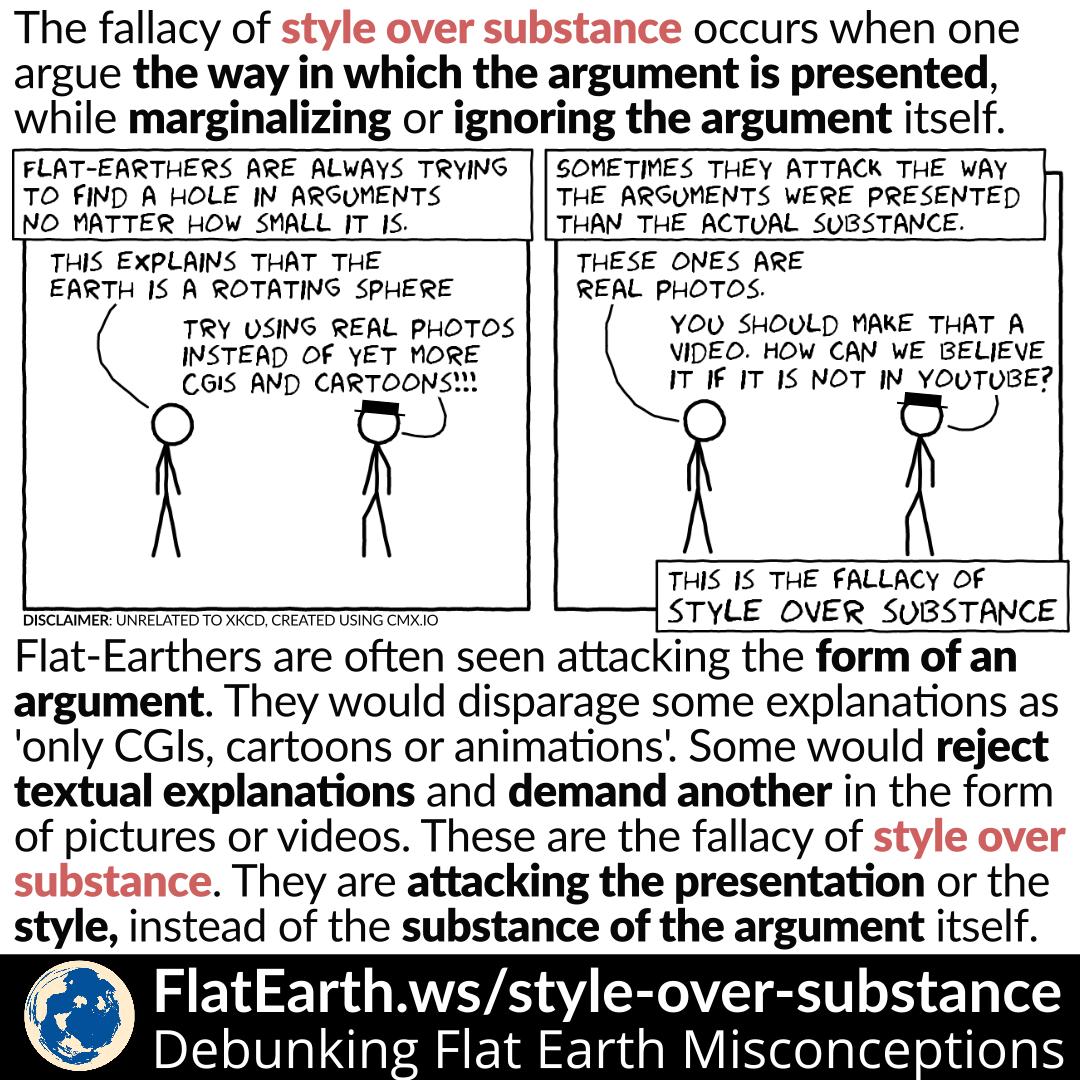 The fallacy of style over substance occurs when one
argue the way in which the argument is presented,
while marginalizing or ignoring the argument itself.
FLAT-EARTHERS ARE ALWAYS TRYING
TO FIND A HOLE IN ARGUMENTS
NO MATTER HOW SMALL IT IS.
THIS EXPLAINS THAT THE
EARTH IS A ROTATING SPHERE
TRY USING REAL PHOTOS
INSTEAD OF YET MORE
CGIS AND CARTOONS!!!
SOMETIMES THEY ATTACK THE WAY
THE ARGUMENTS WERE PRESENTED
THAN THE ACTUAL SUBSTANCE.
THESE ONES ARE
REAL PHOTOS.
YOU SHOULD MAKE THAT A
VIDEO. HOW CAN WE BELIEVE
IT IF IT IS NOT IN YOUTUBE?
THIS IS THE FALLACY OF
STYLE OVER SUBSTANCE
DISCLAIMER: UNRELATED TO XKCD, CREATED USING CMX.IO
Flat-Earthers are often seen attacking the form of an
argument. They would disparage some explanations as
'only CGIs, cartoons or animations'. Some would reject
textual explanations and demand another in the form
of pictures or videos. These are the fallacy of style over
substance. They are attacking the presentation or the
style, instead of the substance of the argument itself.
FlatEarth.ws/style-over-substance
Debunking Flat Earth Misconceptions